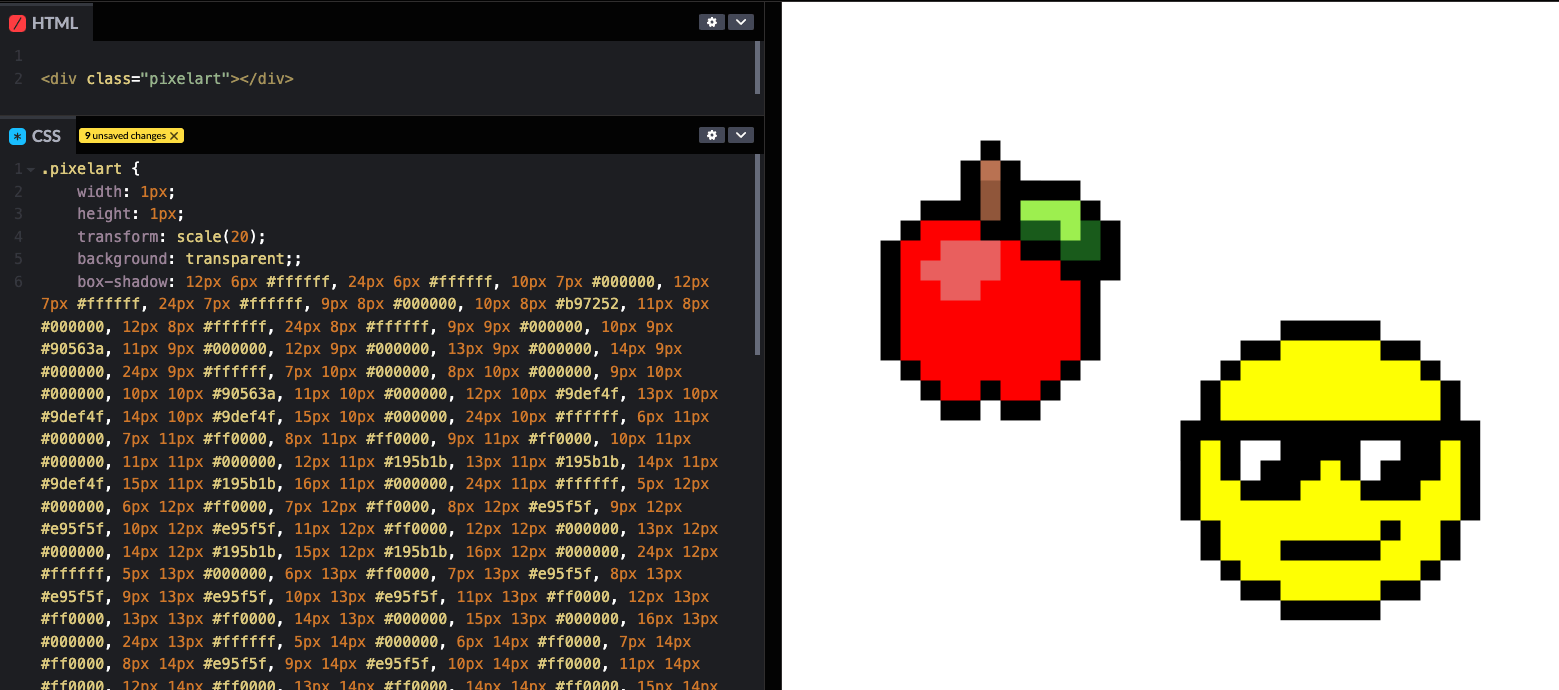 HTML
1
2 <div class="pixelart"></div>
CSS 9 unsaved changes X
1 .pixelart {
2 width: 1px;
3 height: 1px;
4 transform: scale(20);
5 background: transparent;;
6 box-shadow: 12px 6px #ffffff, 24px 6px #ffffff, 10px 7px #000000, 12px
7px #ffffff, 24px 7px #ffffff, 9px 8px #000000, 10px 8px #b97252, 11px 8px
#000000, 12px 8px #ffffff, 24px 8px #ffffff, 9px 9px #000000, 10px 9px
#90563a, 11px 9px #000000, 12px 9px #000000, 13px 9px #000000, 14px 9px
#000000, 24px 9px #ffffff, 7px 10px #000000, 8px 10px #000000, 9px 10px
#000000, 10px 10px #90563a, 11px 10px #000000, 12px 10px #9def4f, 13px 10px
#9def4f, 14px 10px #9def4f, 15px 10px #000000, 24px 10px #ffffff, 6px 11px
#000000, 7px 11px #ff0000, 8px 11px #ff0000, 9px 11px #ff0000, 10px 11px
#000000, 11px 11px #000000, 12px 11px #195b1b, 13px 11px #195b1b, 14px 11px
#9def4f, 15px 11px #195b1b, 16px 11px #000000, 24px 11px #ffffff, 5px 12px
#000000, 6px 12px #ff0000, 7px 12px #ff0000, 8px 12px #e95f5f, 9px 12px
#e95f5f, 10px 12px #e95f5f, 11px 12px #ff0000, 12px 12px #000000, 13px 12px
#000000, 14px 12px #195b1b, 15px 12px #195b1b, 16px 12px #000000, 24px 12px
#ffffff, 5px 13px #000000, 6px 13px #ff0000, 7px 13px #e95f5f, 8px 13px
#e95f5f, 9px 13px #e95f5f, 10px 13px #e95f5f, 11px 13px #ff0000, 12px 13px
#ff0000, 13px 13px #ff0000, 14px 13px #000000, 15px 13px #000000, 16px 13px
#000000, 24px 13px #ffffff, 5px 14px #000000, 6px 14px #ff0000, 7px 14px
#ff0000, 8px 14px #e95f5f, 9px 14px #e95f5f, 10px 14px #ff0000, 11px 14px
#ff0000, 12px 14px #ff0000, 13px 14px #ff0000, 14px 14px #ff0000, 15px 14px